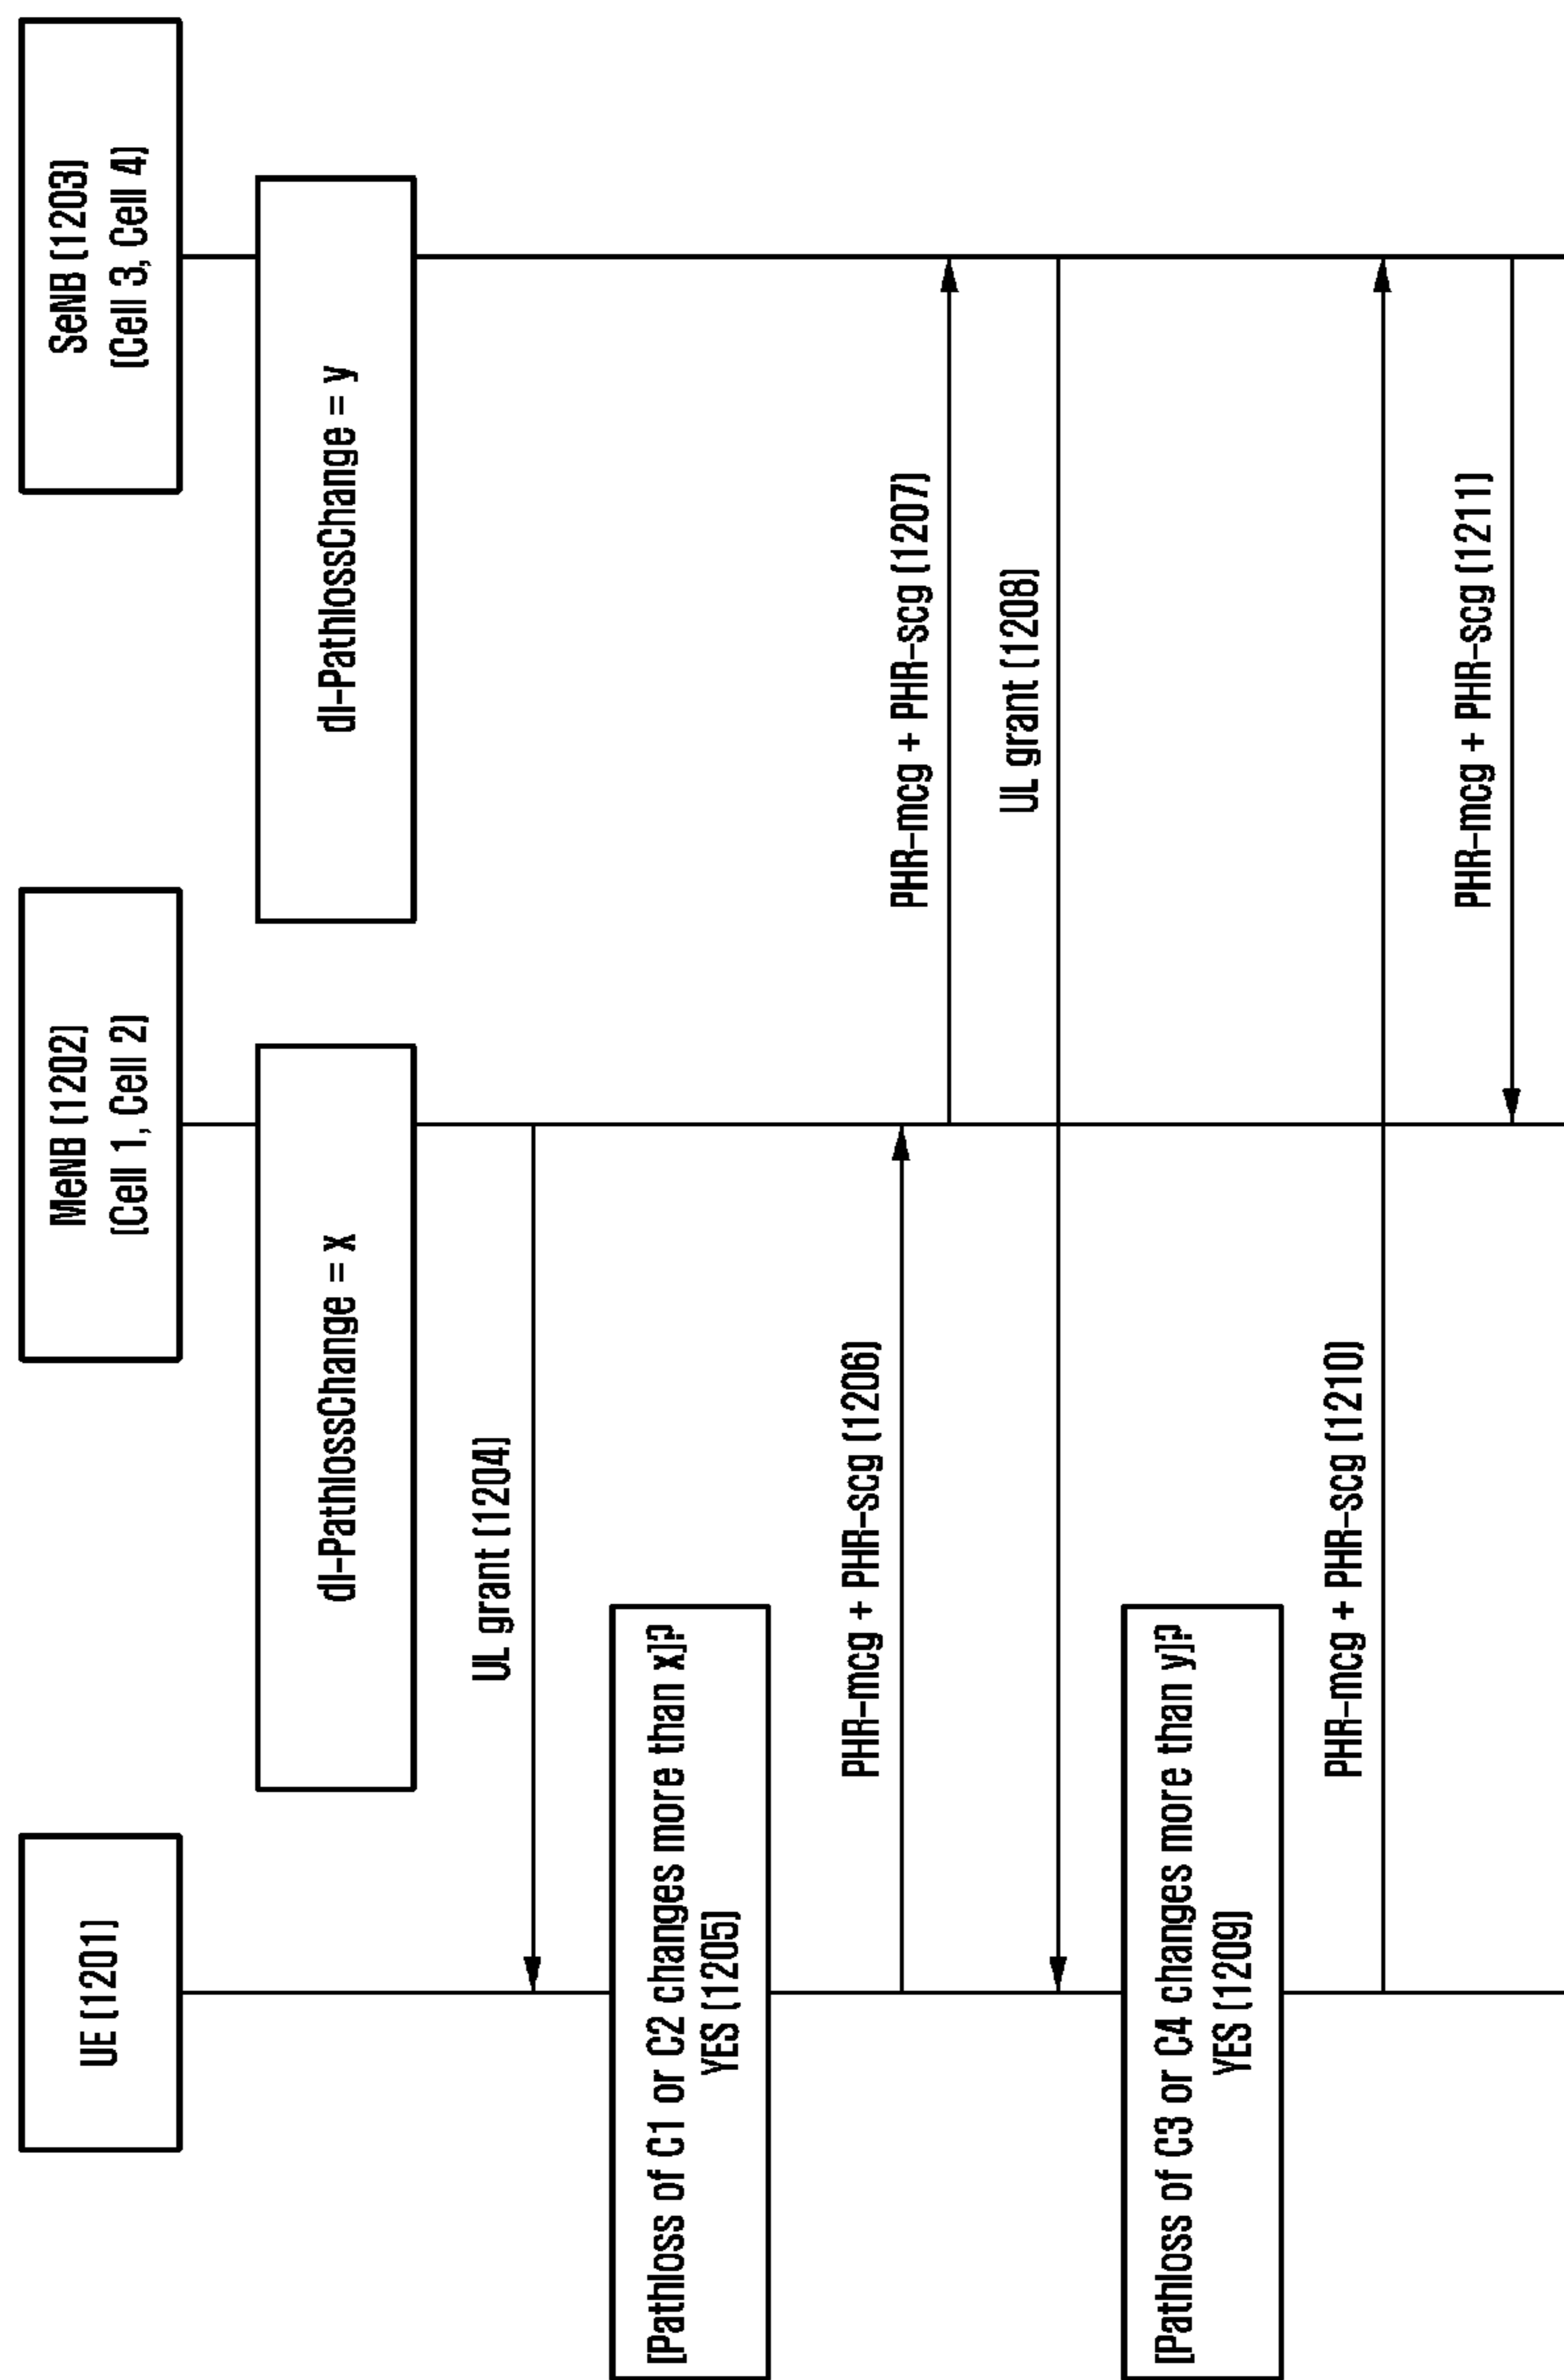 UE (1201)
MeNB (1202)
(Cell 1, Cell 2)
SeNB (1203)
(Cell 3, Cell 4)
dl-PathlossChange = x
dl-PathlossChange = y
UL grant (1204)
[Pathloss of C1 or C2 changes more than x]?
YES (1205)
PHR-mcg + PHR-scg (1206)
PHR-mcg + PHR-scg (1207)
UL grant (1208)
[Pathloss of C3 or C4 changes more than y]?
YES (1209)
PHR-mcg + PHR-scg (1210)
PHR-mcg + PHR-scg (1211)